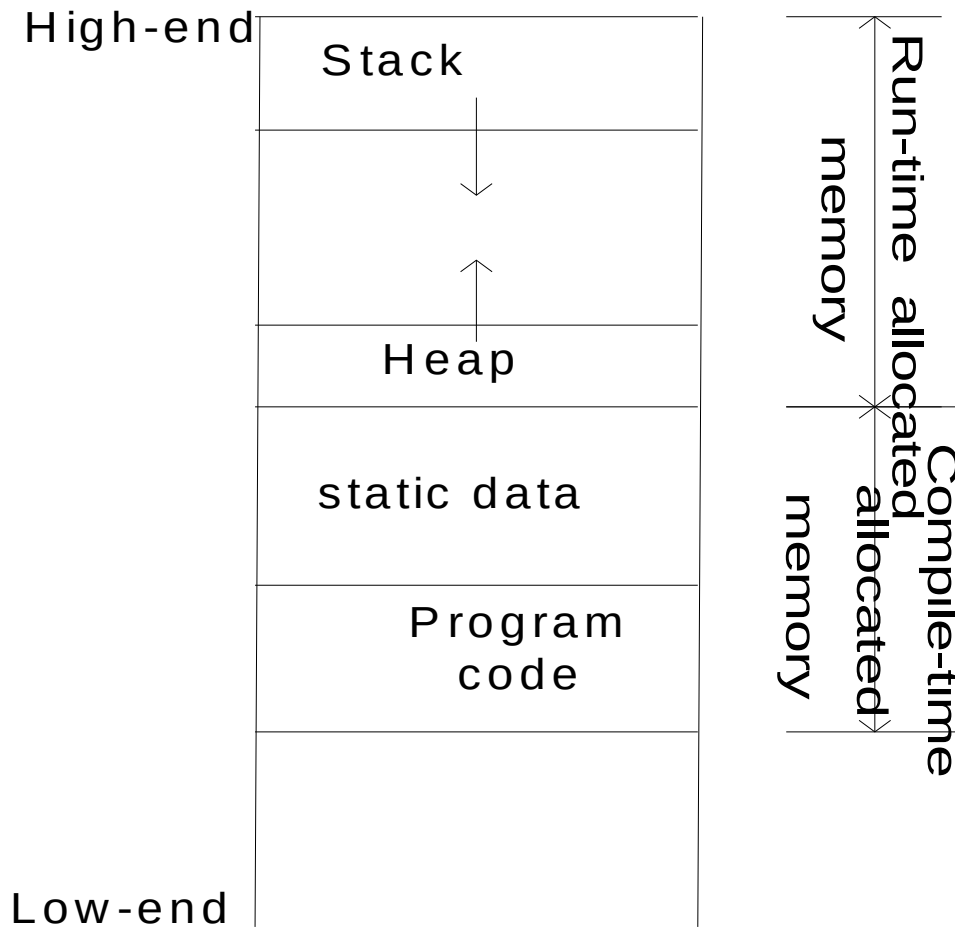 High-end
Stack
Heap
static data
Program
code
Low-end
Run-time allocated
memory
Compile-time
allocated
memory